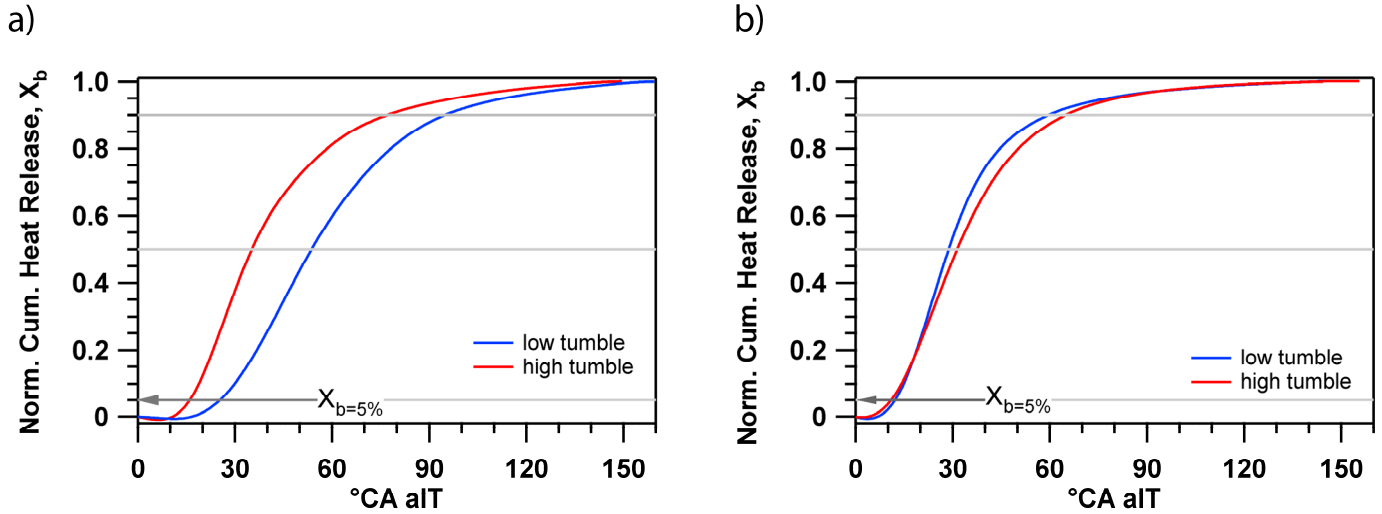 a)
Norm. Cum. Heat Release, Xb
1.0
0.8
0.6
0.4
0.2
0
low tumble
high tumble
Xb=5%
0 30 60 90 120 150
°CA aIT
b)
Norm. Cum. Heat Release, Xb
1.0
0.8
0.6
0.4
0.2
0
low tumble
high tumble
Xb=5%
0 30 60 90 120 150
°CA aIT